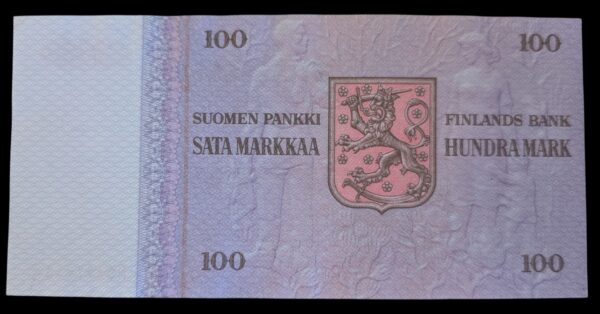 100 100
SUOMEN PANKKI FINLANDS BANK
SATA MARKKAA HUNDRA MARK
100 100